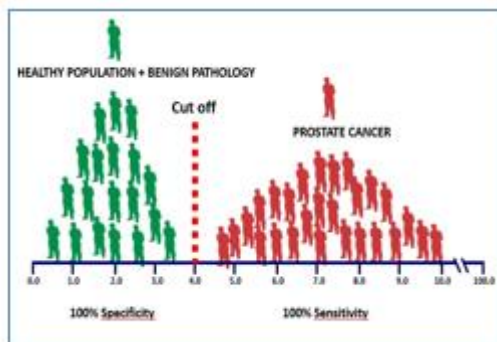 HEALTHY POPULATION + BENIGN PATHOLOGY
Cut off
PROSTATE CANCER
0.0 1.0 2.0 3.0 4.0 5.0 6.0 7.0 8.0 9.0 10.0 100.0
100% Specificity 100% Sensitivity